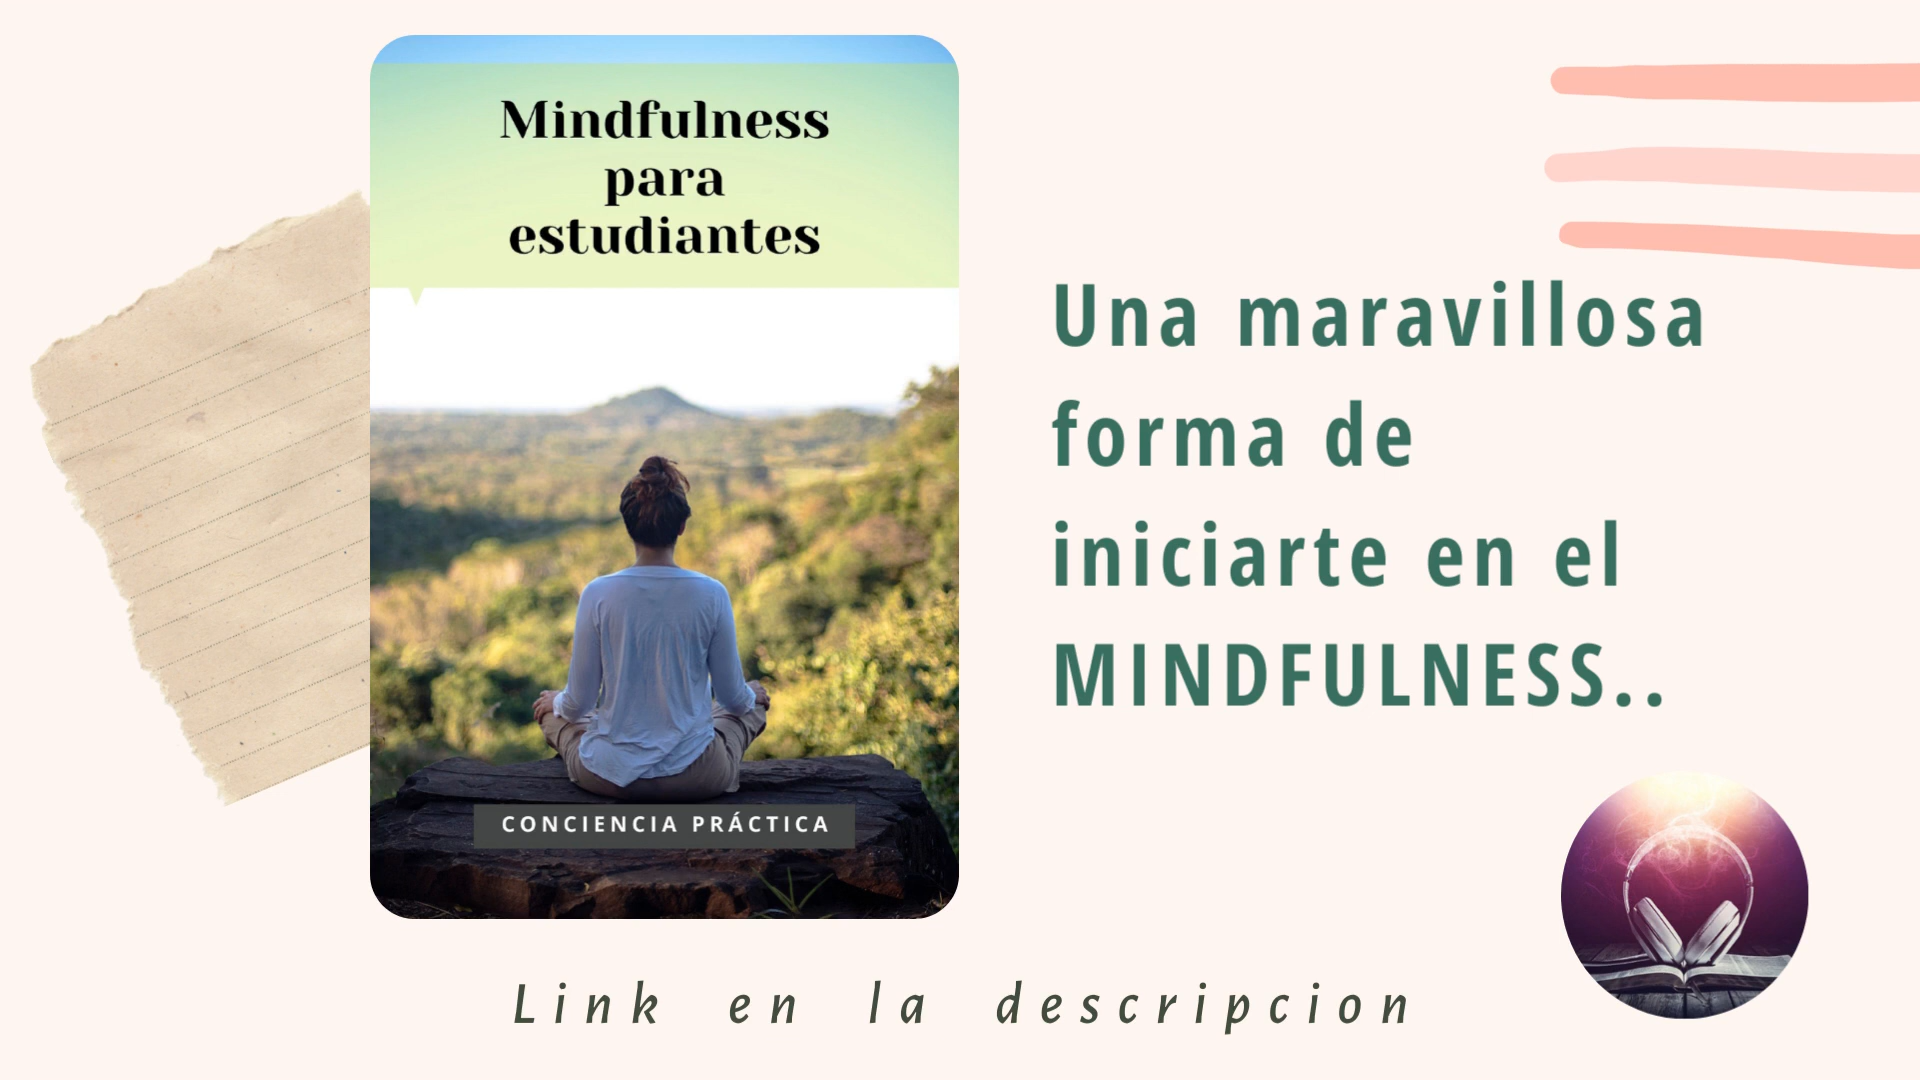 Mindfulness
para
estudiantes
CONCIENCIA PRÁCTICA
Una maravillosa
forma de
iniciarte en el
MINDFULNESS..
Link en la descripcion